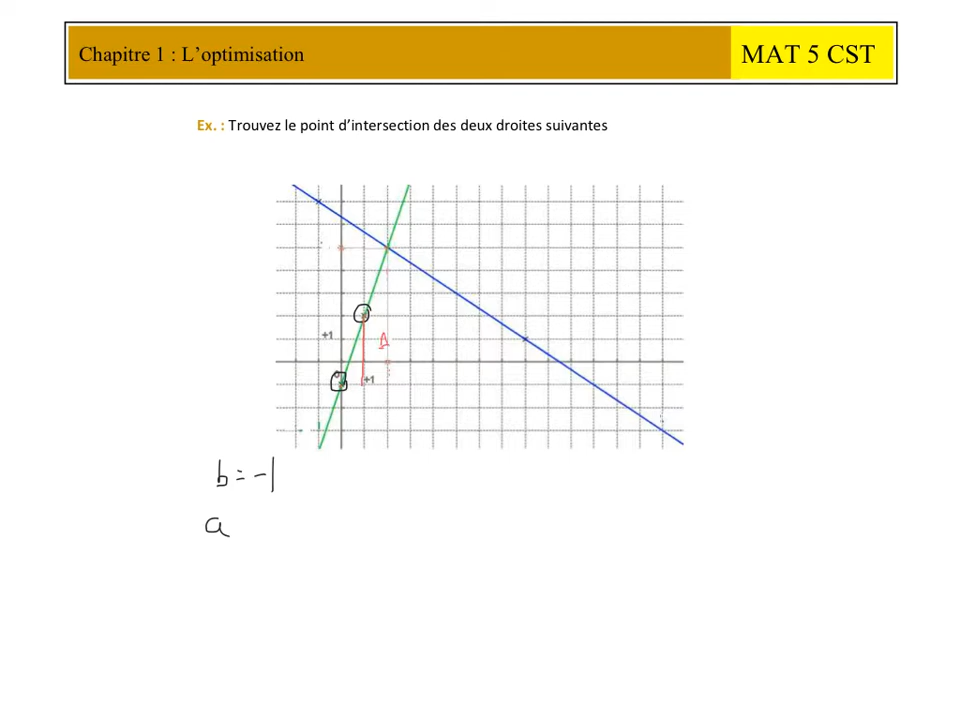 Chapitre 1 : L’optimisation
MAT 5 CST
Ex. : Trouvez le point d’intersection des deux droites suivantes
+1
+1
b = -1
a